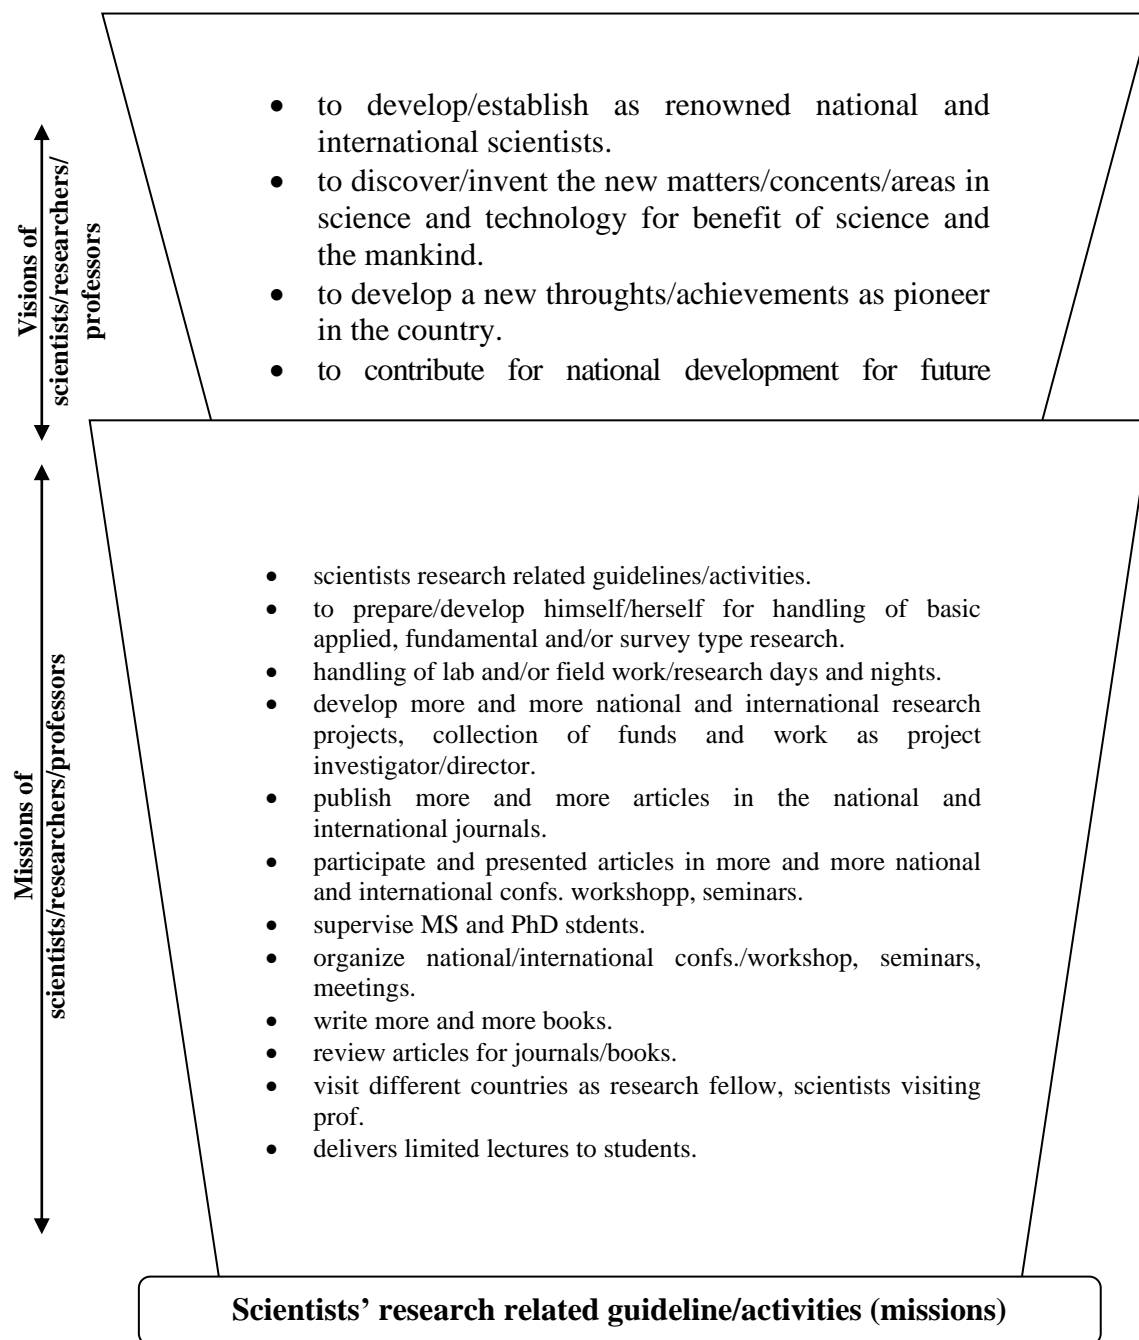 • to develop/establish as renowned national and
international scientists.
• to discover/invent the new matters/concents/areas in
science and technology for benefit of science and
the mankind.
• to develop a new throughts/achievements as pioneer
in the country.
• to contribute for national development for future
Visions of
scientists/researchers/
professors
• scientists research related guidelines/activities.
• to prepare/develop himself/herself for handling of basic
applied, fundamental and/or survey type research.
• handling of lab and/or field work/research days and nights.
• develop more and more national and international research
projects, collection of funds and work as project
investigator/director.
• publish more and more articles in the national and
international journals.
• participate and presented articles in more and more national
and international confs. workshopp, seminars.
• supervise MS and PhD stdents.
• organize national/international confs./workshop, seminars,
meetings.
• write more and more books.
• review articles for journals/books.
• visit different countries as research fellow, scientists visiting
prof.
• delivers limited lectures to students.
Missions of
scientists/researchers/professors
Scientists’ research related guideline/activities (missions)